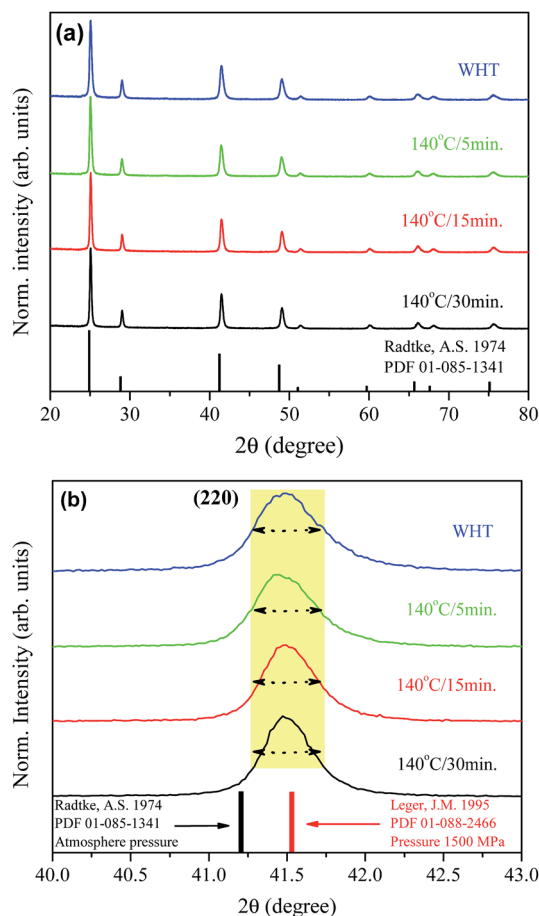 (a)
WHT
140°C/5min.
140°C/15min.
140°C/30min.
Radtke, A.S. 1974
PDF 01-085-1341
Norm. intensity (arb. units)
20 30 40 50 60 70 80
2θ (degree)
(b)
(220)
WHT
140°C/5min.
140°C/15min.
140°C/30min.
Radtke, A.S. 1974
PDF 01-085-1341
Atmosphere pressure
Leger, J.M. 1995
PDF 01-088-2466
Pressure 1500 MPa
Norm. Intensity (arb. units)
40.0 41.0 41.5 42.0 42.5 43.0
2θ (degree)